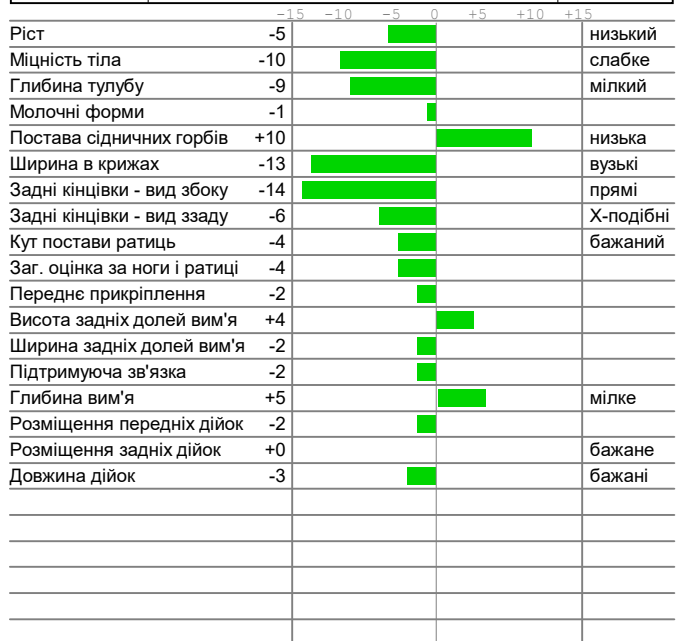 -15 -10 -5 0 +5 +10 +15
Ріст -5 низький
Міцність тіла -10 слабке
Глибина тулубу -9 мілкий
Молочні форми -1
Постава сідничних горбів +10 низька
Ширина в крижах -13 вузькі
Задні кінцівки - вид збоку -14 прямі
Задні кінцівки - вид ззаду -6 Х-подібні
Кут постави ратиць -4 бажаний
Заг. оцінка за ноги і ратиці -4
Переднє прикріплення -2
Висота задніх долей вим'я +4
Ширина задніх долей вим'я -2
Підтримуюча зв'язка -2
Глибина вим'я +5 мілке
Розміщення передніх дійок -2
Розміщення задніх дійок +0 бажане
Довжина дійок -3 бажані